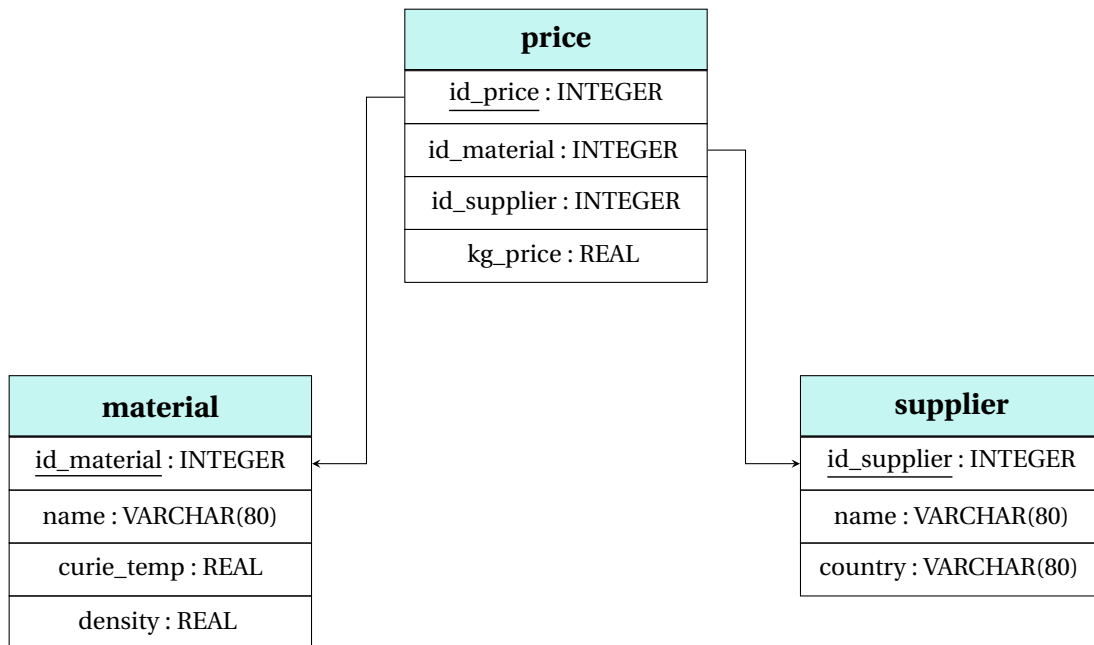 price
id_price : INTEGER
id_material : INTEGER
id_supplier : INTEGER
kg_price : REAL
material
id_material : INTEGER
name : VARCHAR(80)
curie_temp : REAL
density : REAL
supplier
id_supplier : INTEGER
name : VARCHAR(80)
country : VARCHAR(80)